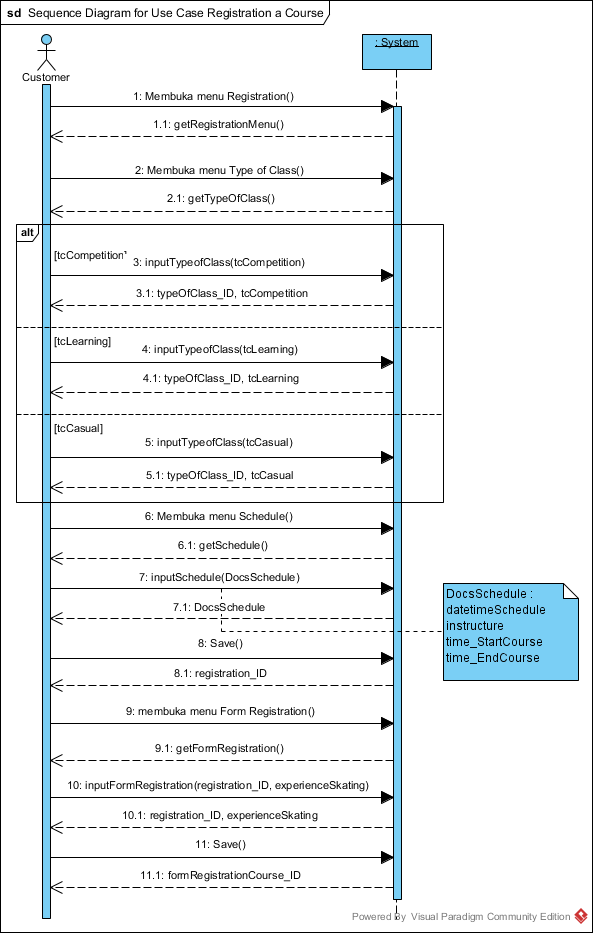 sd Sequence Diagram for Use Case Registration a Course
: System
Customer
1: Membuka menu Registration()
1.1: getRegistrationMenu()
2: Membuka menu Type of Class()
2.1: getTypeOfClass()
alt
[tcCompetition]
3: inputTypeofClass(tcCompetition)
3.1: typeOfClass_ID, tcCompetition
[tcLearning]
4: inputTypeofClass(tcLearning)
4.1: typeOfClass_ID, tcLearning
[tcCasual]
5: inputTypeofClass(tcCasual)
5.1: typeOfClass_ID, tcCasual
6: Membuka menu Schedule()
6.1: getSchedule()
7: inputSchedule(DocsSchedule)
DocsSchedule :
datetimeSchedule
instructure
time_StartCourse
time_EndCourse
7.1: DocsSchedule
8: Save()
8.1: registration_ID
9: membuka menu Form Registration()
9.1: getFormRegistration()
10: inputFormRegistration(registration_ID, experienceSkating)
10.1: registration_ID, experienceSkating
11: Save()
11.1: formRegistrationCourse_ID
Powered By Visual Paradigm Community Edition